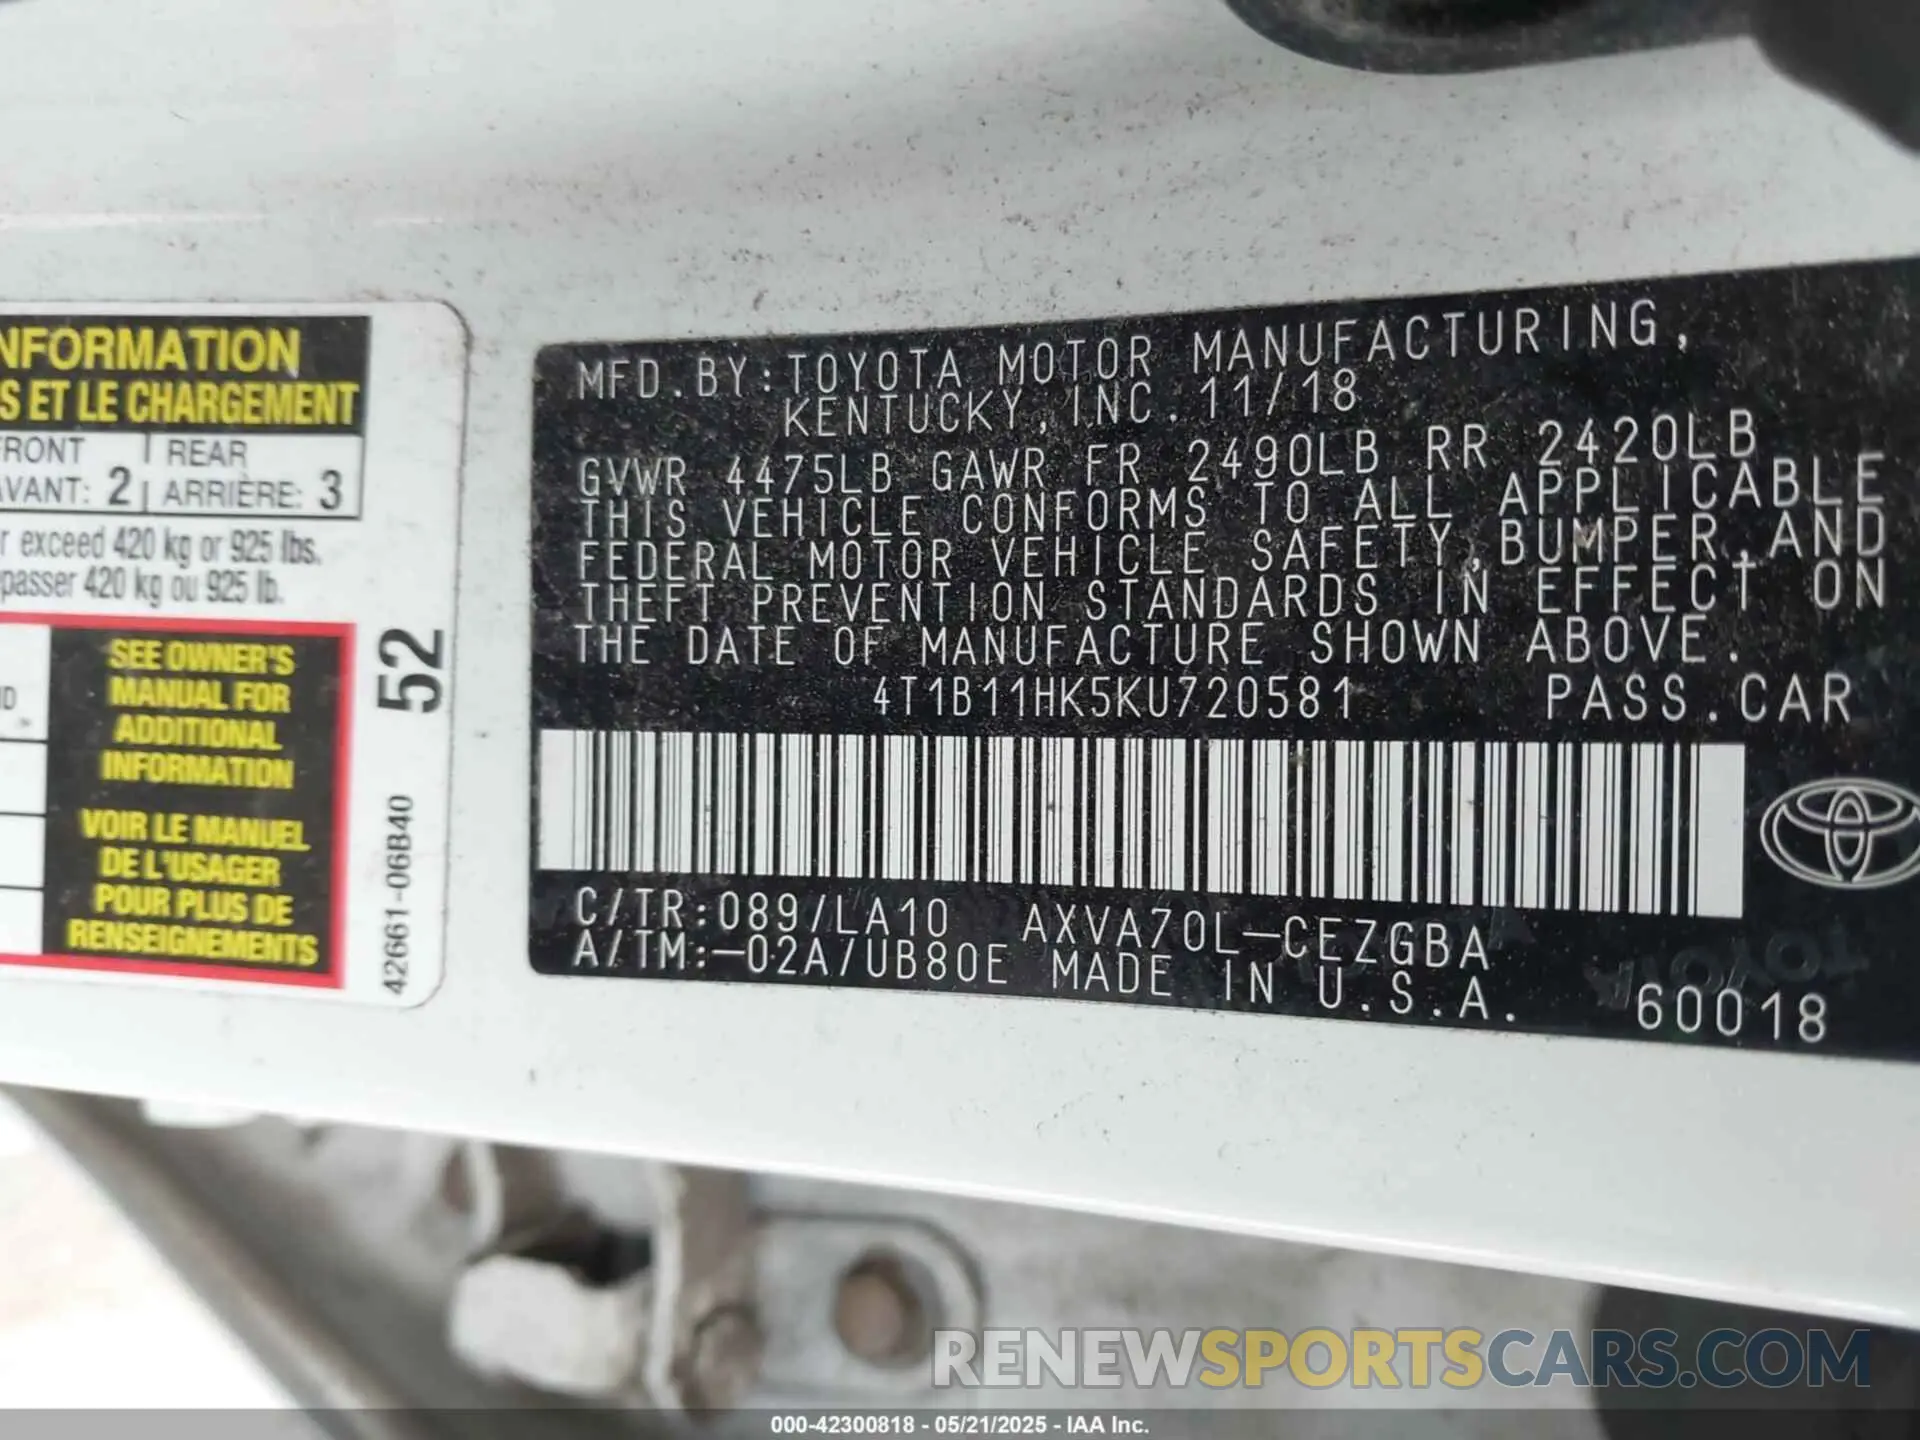 NFORMATION
S ET LE CHARGEMENT
REAR
AVANT: 2
ARRIÈRE: 3
exceed 420 kg or 925 lbs.
passer 420 kg ou 925 lb.
SEE OWNER'S
MANUAL FOR
ADDITIONAL
INFORMATION
VOIR LE MANUEL
DE L'USAGER
POUR PLUS DE
RENSEIGNEMENTS
52
42661-06B40
MFD.BY:TOYOTA MOTOR MANUFACTURING,
KENTUCKY,INC.11/18
GVWR 4475LB GAWR FR 2490LB RR 2420LB
THIS VEHICLE CONFORMS TO ALL APPLICABLE
FEDERAL MOTOR VEHICLE SAFETY,BUMPER,AND
THEFT PREVENTION STANDARDS IN EFFECT ON
THE DATE OF MANUFACTURE SHOWN ABOVE.
4T1B11HK5KU720581 PASS.CAR
C/TR:089/LA10 AXVA70L-CEZGBA
A/TM:-02A/UB80E MADE IN U.S.A.
60018
TOYOTA
RENEWSPORTSCARS.COM
000-42300818 - 05/21/2025 - IAA Inc.